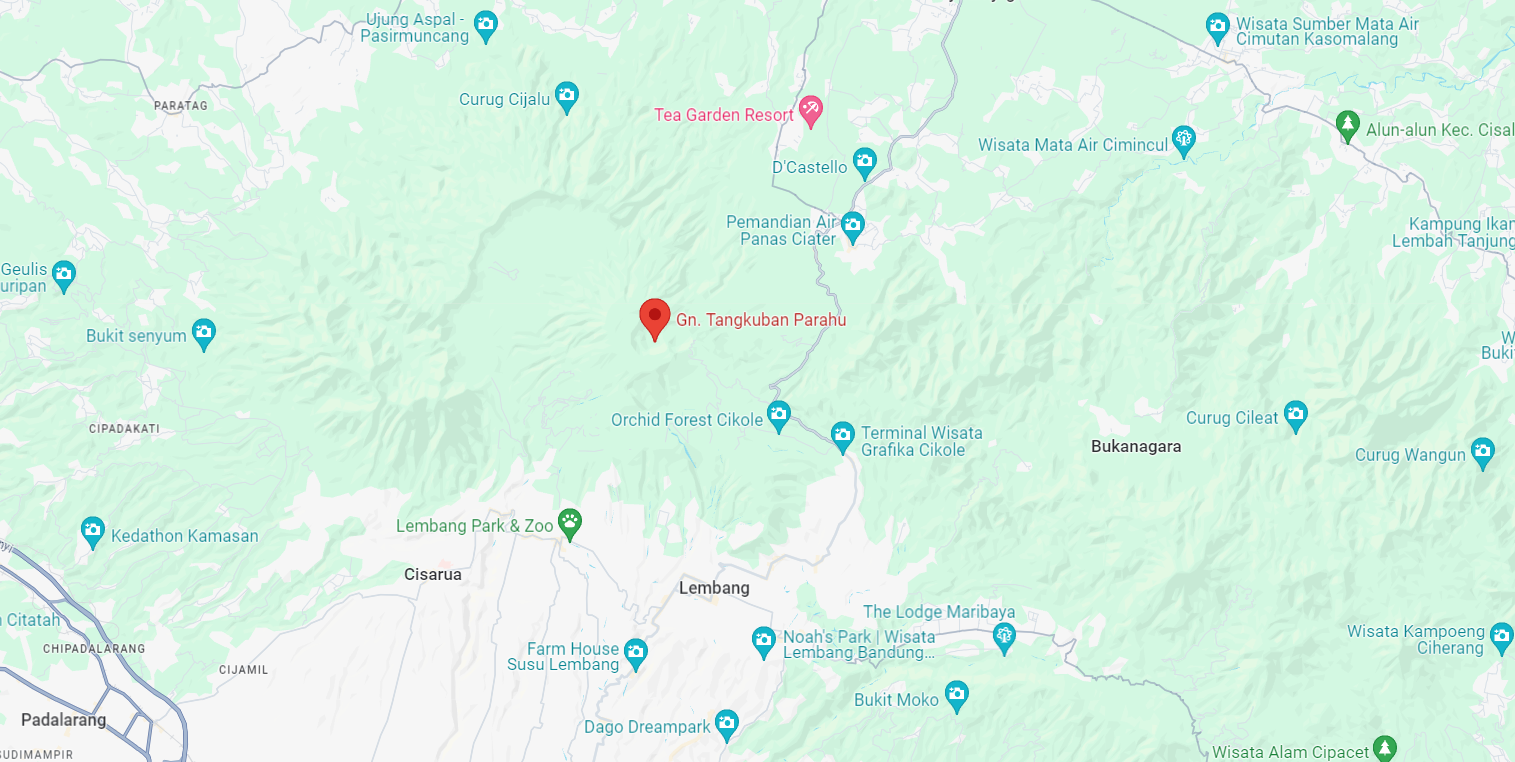 Ujung Aspal -
Pasirmuncang
Wisata Sumber Mata Air
Cimutan Kasomalang
Curug Cijalu
PARATAG
Tea Garden Resort
Alun-alun Kec. Cisal
Wisata Mata Air Cimincul
D'Castello
Pemandian Air
Panas Ciater
Kampung Ikan
Lembah Tanjung
Geulis
uripan
Bukit senyum
Gn. Tangkuban Parahu
W
Buki
Orchid Forest Cikole
Terminal Wisata
Grafika Cikole
CIPADAKATI
Curug Cileat
Bukanagara
Curug Wangun
Lembang Park & Zoo
Kedathon Kamasan
nyi
Cisarua
Lembang
Citatah
The Lodge Maribaya
Noah's Park | Wisata
Lembang Bandung...
Wisata Kampoeng
Ciherang
CHIPADALARANG
Farm House
Susu Lembang
CIJAMIL
Bukit Moko
Padalarang
Dago Dreampark
SUDIMAMPIR
Wisata Alam Cipacet